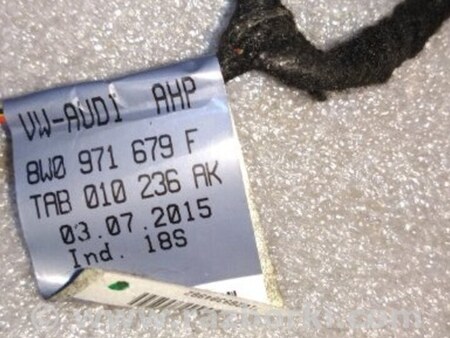 VW-AUDI AHP
8W0 971 679 F
TAB 010 236 AK
03.07.2015
Ind. 18S